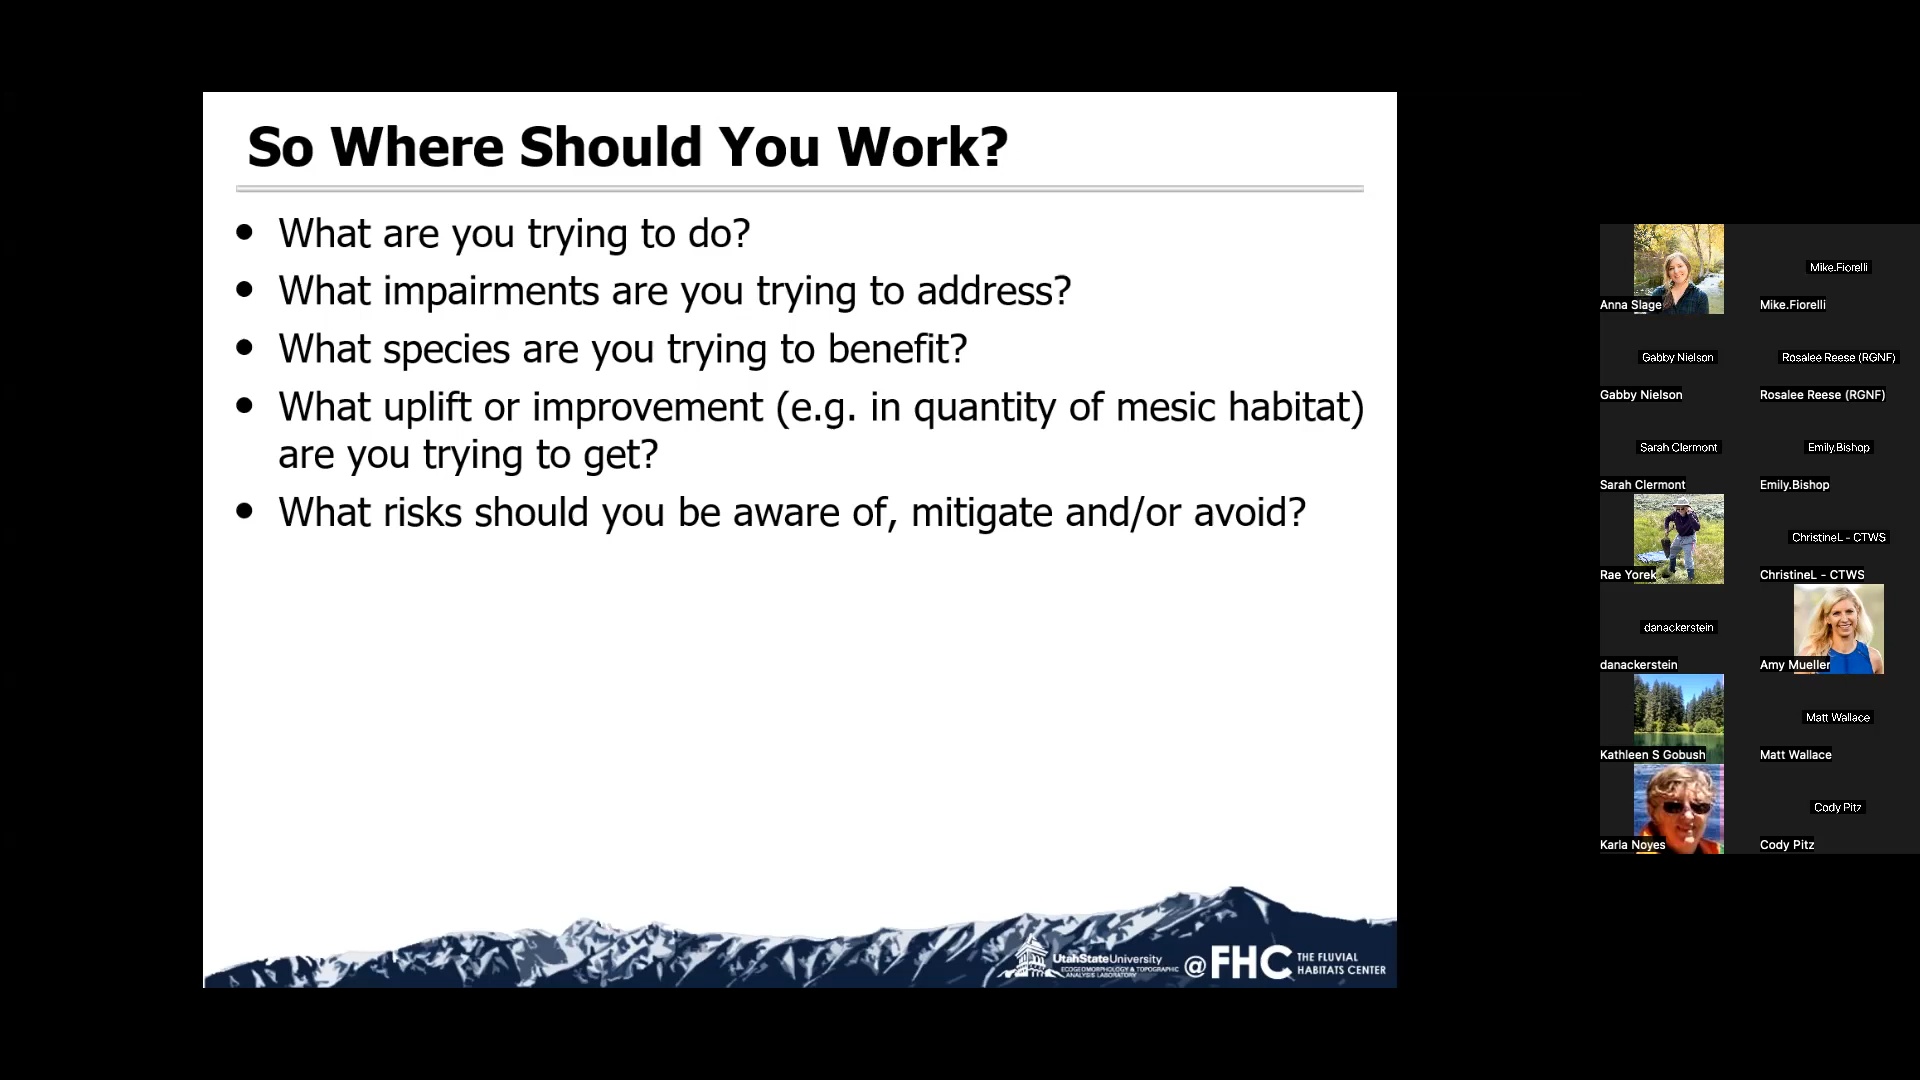 So Where Should You Work?
• What are you trying to do?
• What impairments are you trying to address?
• What species are you trying to benefit?
• What uplift or improvement (e.g. in quantity of mesic habitat)
are you trying to get?
• What risks should you be aware of, mitigate and/or avoid?
UtahStateUniversity
ECOGEOMORPHOLOGY & TOPOGRAPHIC
ANALYSIS LABORATORY
@FHC
THE FLUVIAL
HABITATS CENTER
Anna Slage
Mike.Fiorelli
Mike.Fiorelli
Gabby Nielson
Gabby Nielson
Rosalee Reese (RGNF)
Rosalee Reese (RGNF)
Sarah Clermont
Sarah Clermont
Emily.Bishop
Emily.Bishop
Rae Yorek
ChristineL - CTWS
ChristineL - CTWS
danackerstein
danackerstein
Amy Mueller
Kathleen S Gobush
Matt Wallace
Matt Wallace
Karla Noyes
Cody Pitz
Cody Pitz